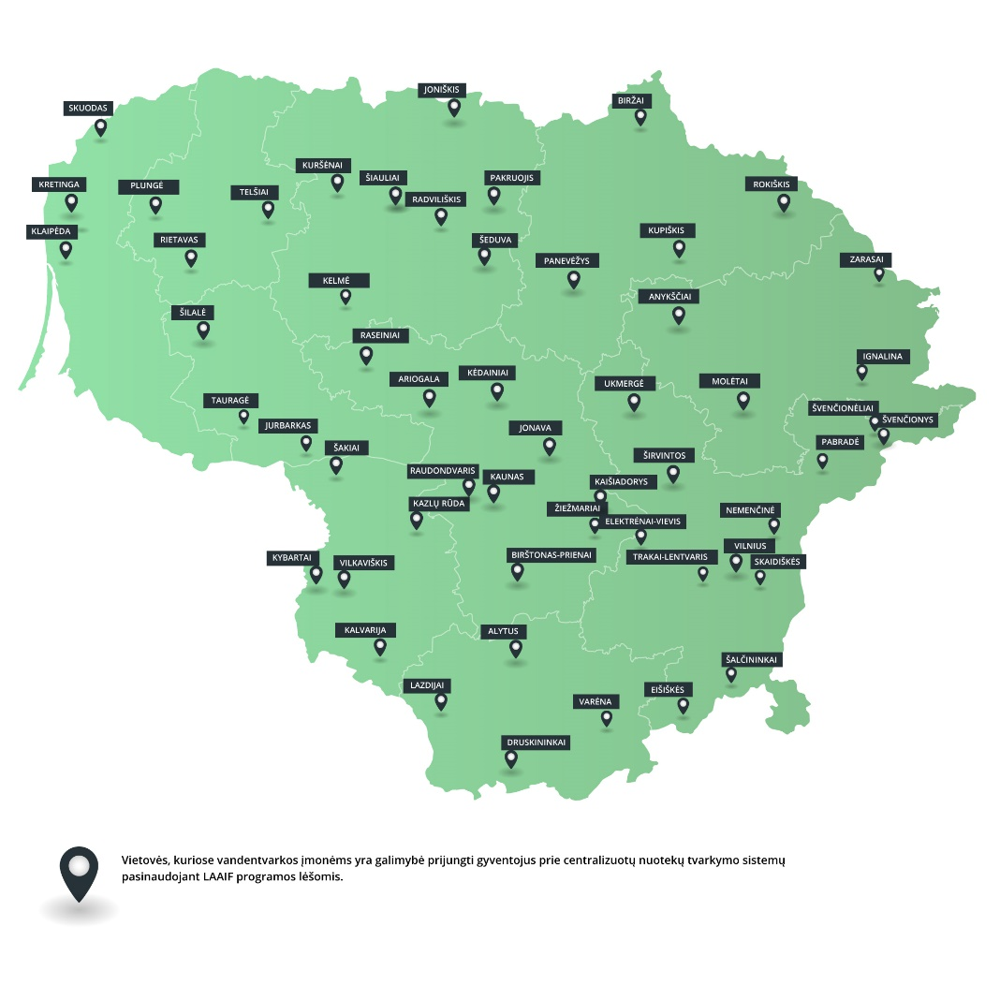 JONIŠKIS
BIRŽAI
SKUODAS
KURŠĖNAI
ŠIAULIAI
PAKRUOJIS
KRETINGA
PLUNGĖ
TELŠIAI
RADVILIŠKIS
ROKIŠKIS
KLAIPĖDA
RIETAVAS
ŠEDUVA
KUPIŠKIS
PANEVĖŽYS
ZARASAI
KELMĖ
ANYKŠČIAI
ŠILALĖ
RASEINIAI
IGNALINA
ARIOGALA
KĖDAINIAI
UKMERGĖ
MOLĖTAI
TAURAGĖ
ŠVENČIONĖLIAI
ŠVENČIONYS
JURBARKAS
JONAVA
PABRADĖ
ŠAKIAI
ŠIRVINTOS
RAUDONDVARIS
KAUNAS
KAIŠIADORYS
KAZLŲ RŪDA
ŽIEŽMARIAI
NEMENČINĖ
ELEKTRĖNAI-VIEVIS
VILNIUS
KYBARTAI
VILKAVIŠKIS
BIRŠTONAS-PRIENAI
TRAKAI-LENTVARIS
SKAIDIŠKĖS
KALVARIJA
ALYTUS
ŠALČININKAI
LAZDIJAI
EIŠIŠKĖS
VARĖNA
DRUSKININKAI
Vietovės, kuriose vandentvarkos įmonėms yra galimybė prijungti gyventojus prie centralizuotų nuotekų tvarkymo sistemų
pasinaudojant LAAIF programos lėšomis.